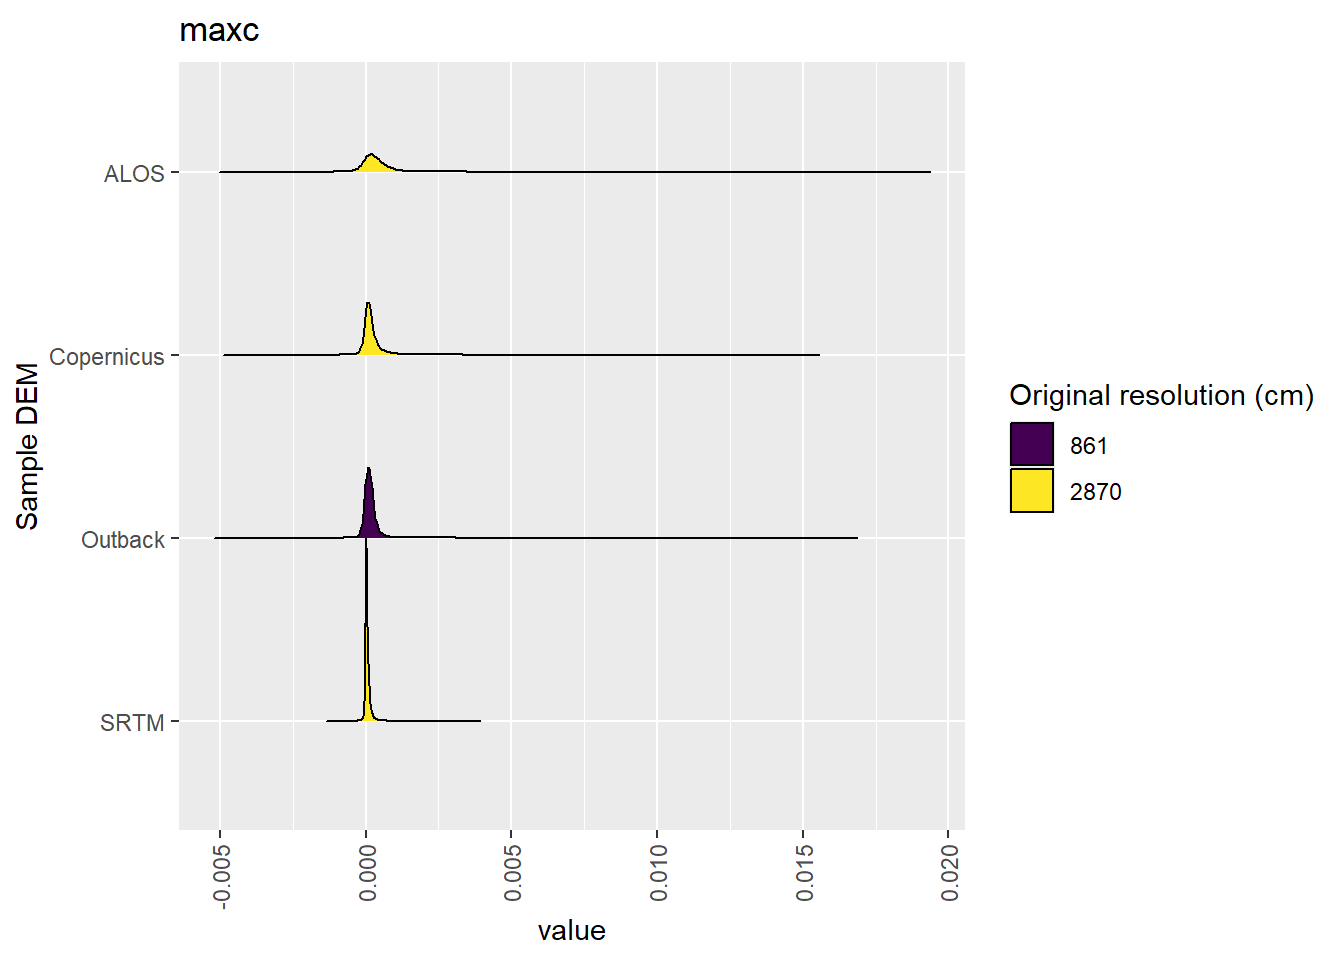 maxc
ALOS
Copernicus
Outback
SRTM
Sample DEM
-0.005
0.000
0.005
0.010
0.015
0.020
value
Original resolution (cm)
861
2870